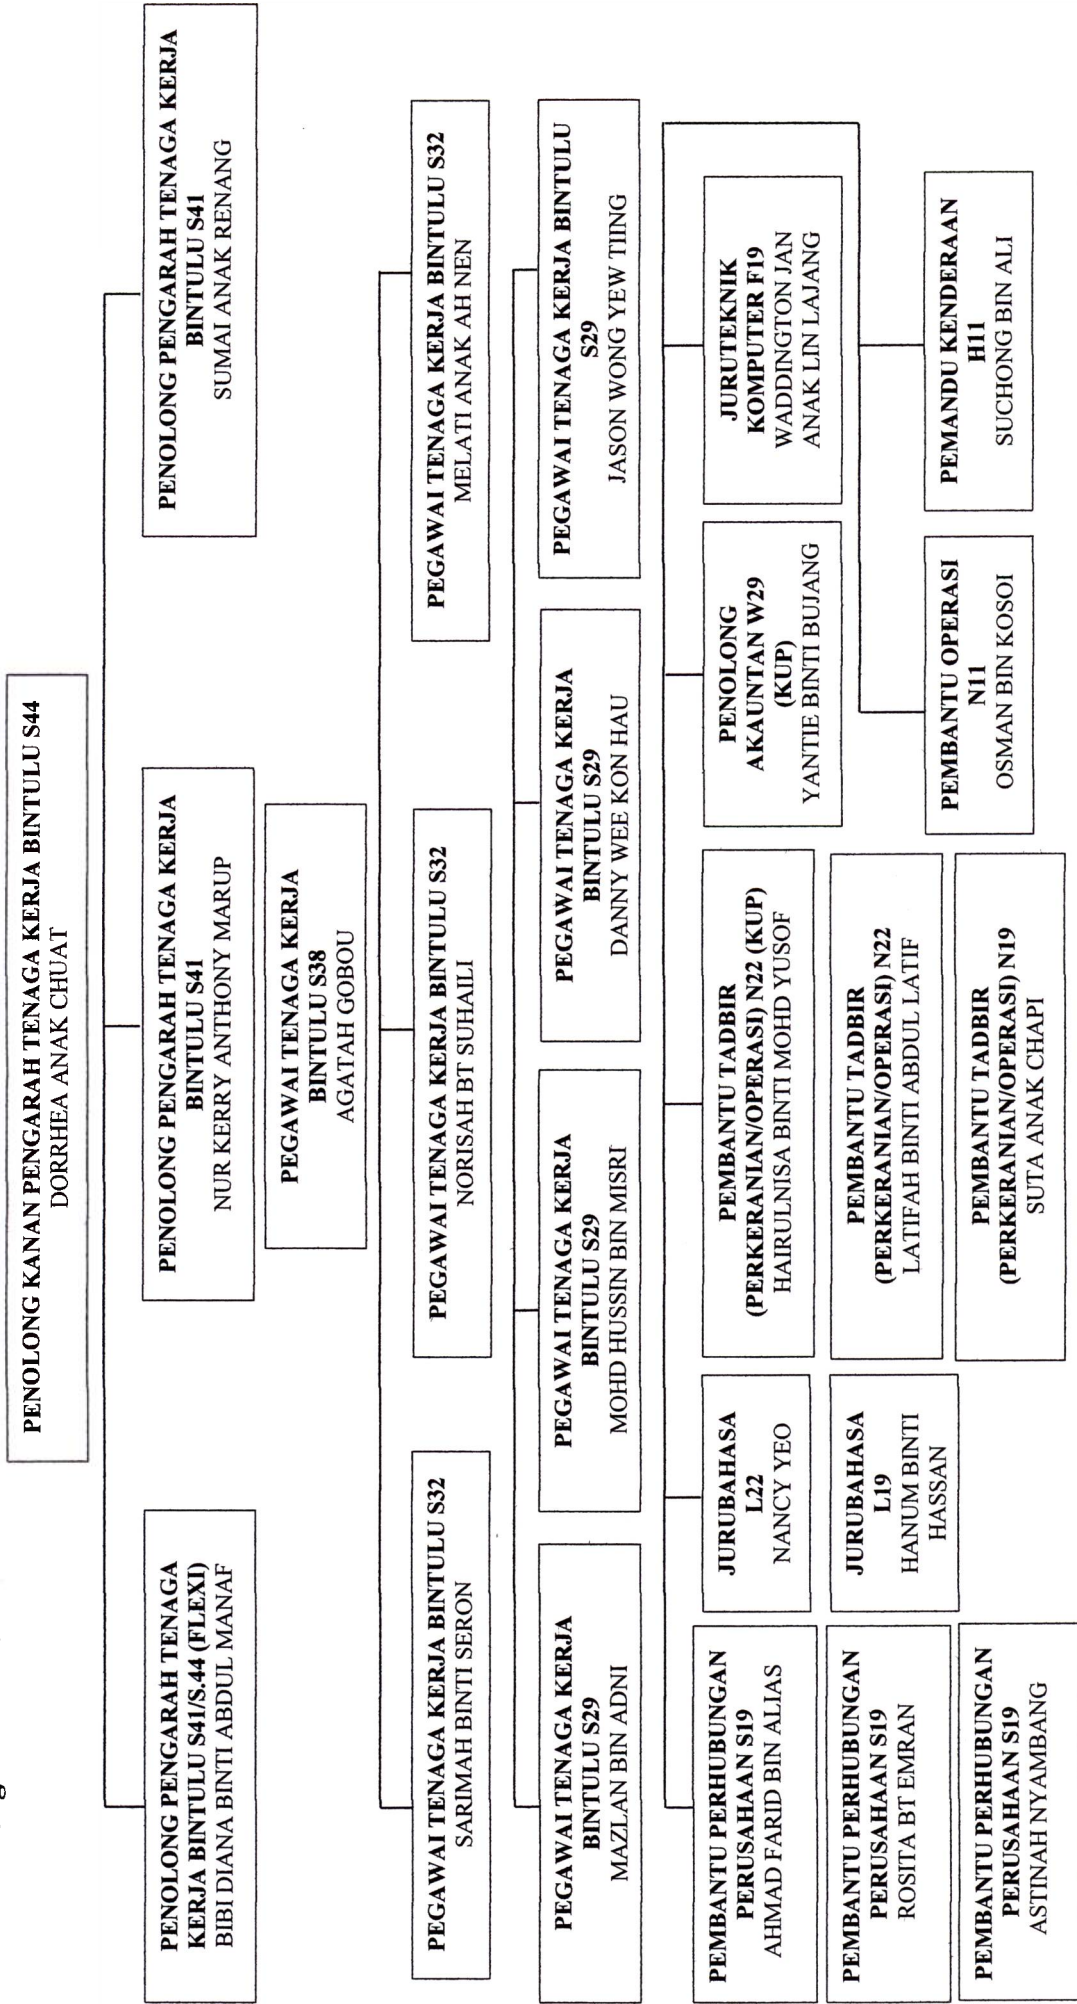 PENOLONG KANAN PENGARAH TENAGA KERJA BINTULU S44
DORRHEA ANAK CHUAT
PENOLONG PENGARAH TENAGA
KERJA BINTULU S41/S.44 (FLEXI)
BIBI DIANA BINTI ABDUL MANAF
PENOLONG PENGARAH TENAGA KERJA
BINTULU S41
NUR KERRY ANTHONY MARUP
PENOLONG PENGARAH TENAGA KERJA
BINTULU S41
SUMAI ANAK RENANG
PEGAWAI TENAGA KERJA
BINTULU S38
AGATAH GOBOU
PEGAWAI TENAGA KERJA BINTULU S32
SARIMAH BINTI SERON
PEGAWAI TENAGA KERJA BINTULU S32
NORISAH BT SUHAILI
PEGAWAI TENAGA KERJA BINTULU S32
MELATI ANAK AH NEN
PEGAWAI TENAGA KERJA
BINTULU S29
MAZLAN BIN ADNI
PEGAWAI TENAGA KERJA
BINTULU S29
MOHD HUSSIN BIN MISRI
PEGAWAI TENAGA KERJA
BINTULU S29
DANNY WEE KON HAU
PEGAWAI TENAGA KERJA BINTULU
S29
JASON WONG YEW TIING
PEMBANTU PERHUBUNGAN
PERUSAHAAN S19
AHMAD FARID BIN ALIAS
JURUBAHASA
L22
NANCY YEO
PEMBANTU TADBIR
(PERKERANIAN/OPERASI) N22 (KUP)
HAIRULNISA BINTI MOHD YUSOF
PENOLONG
AKAUNTAN W29
(KUP)
YANTIE BINTI BUJANG
JURUTEKNIK
KOMPUTER F19
WADDINGTON JAN
ANAK LIN LAJANG
PEMBANTU PERHUBUNGAN
PERUSAHAAN S19
ROSITA BT EMRAN
JURUBAHASA
L19
HANUM BINTI
HASSAN
PEMBANTU TADBIR
(PERKERANIAN/OPERASI) N22
LATIFAH BINTI ABDUL LATIF
PEMBANTU OPERASI
N11
OSMAN BIN KOSOI
PEMANDU KENDERAAN
H11
SUCHONG BIN ALI
PEMBANTU PERHUBUNGAN
PERUSAHAAN S19
ASTINAH NYAMBANG
PEMBANTU TADBIR
(PERKERANIAN/OPERASI) N19
SUTA ANAK CHAPI